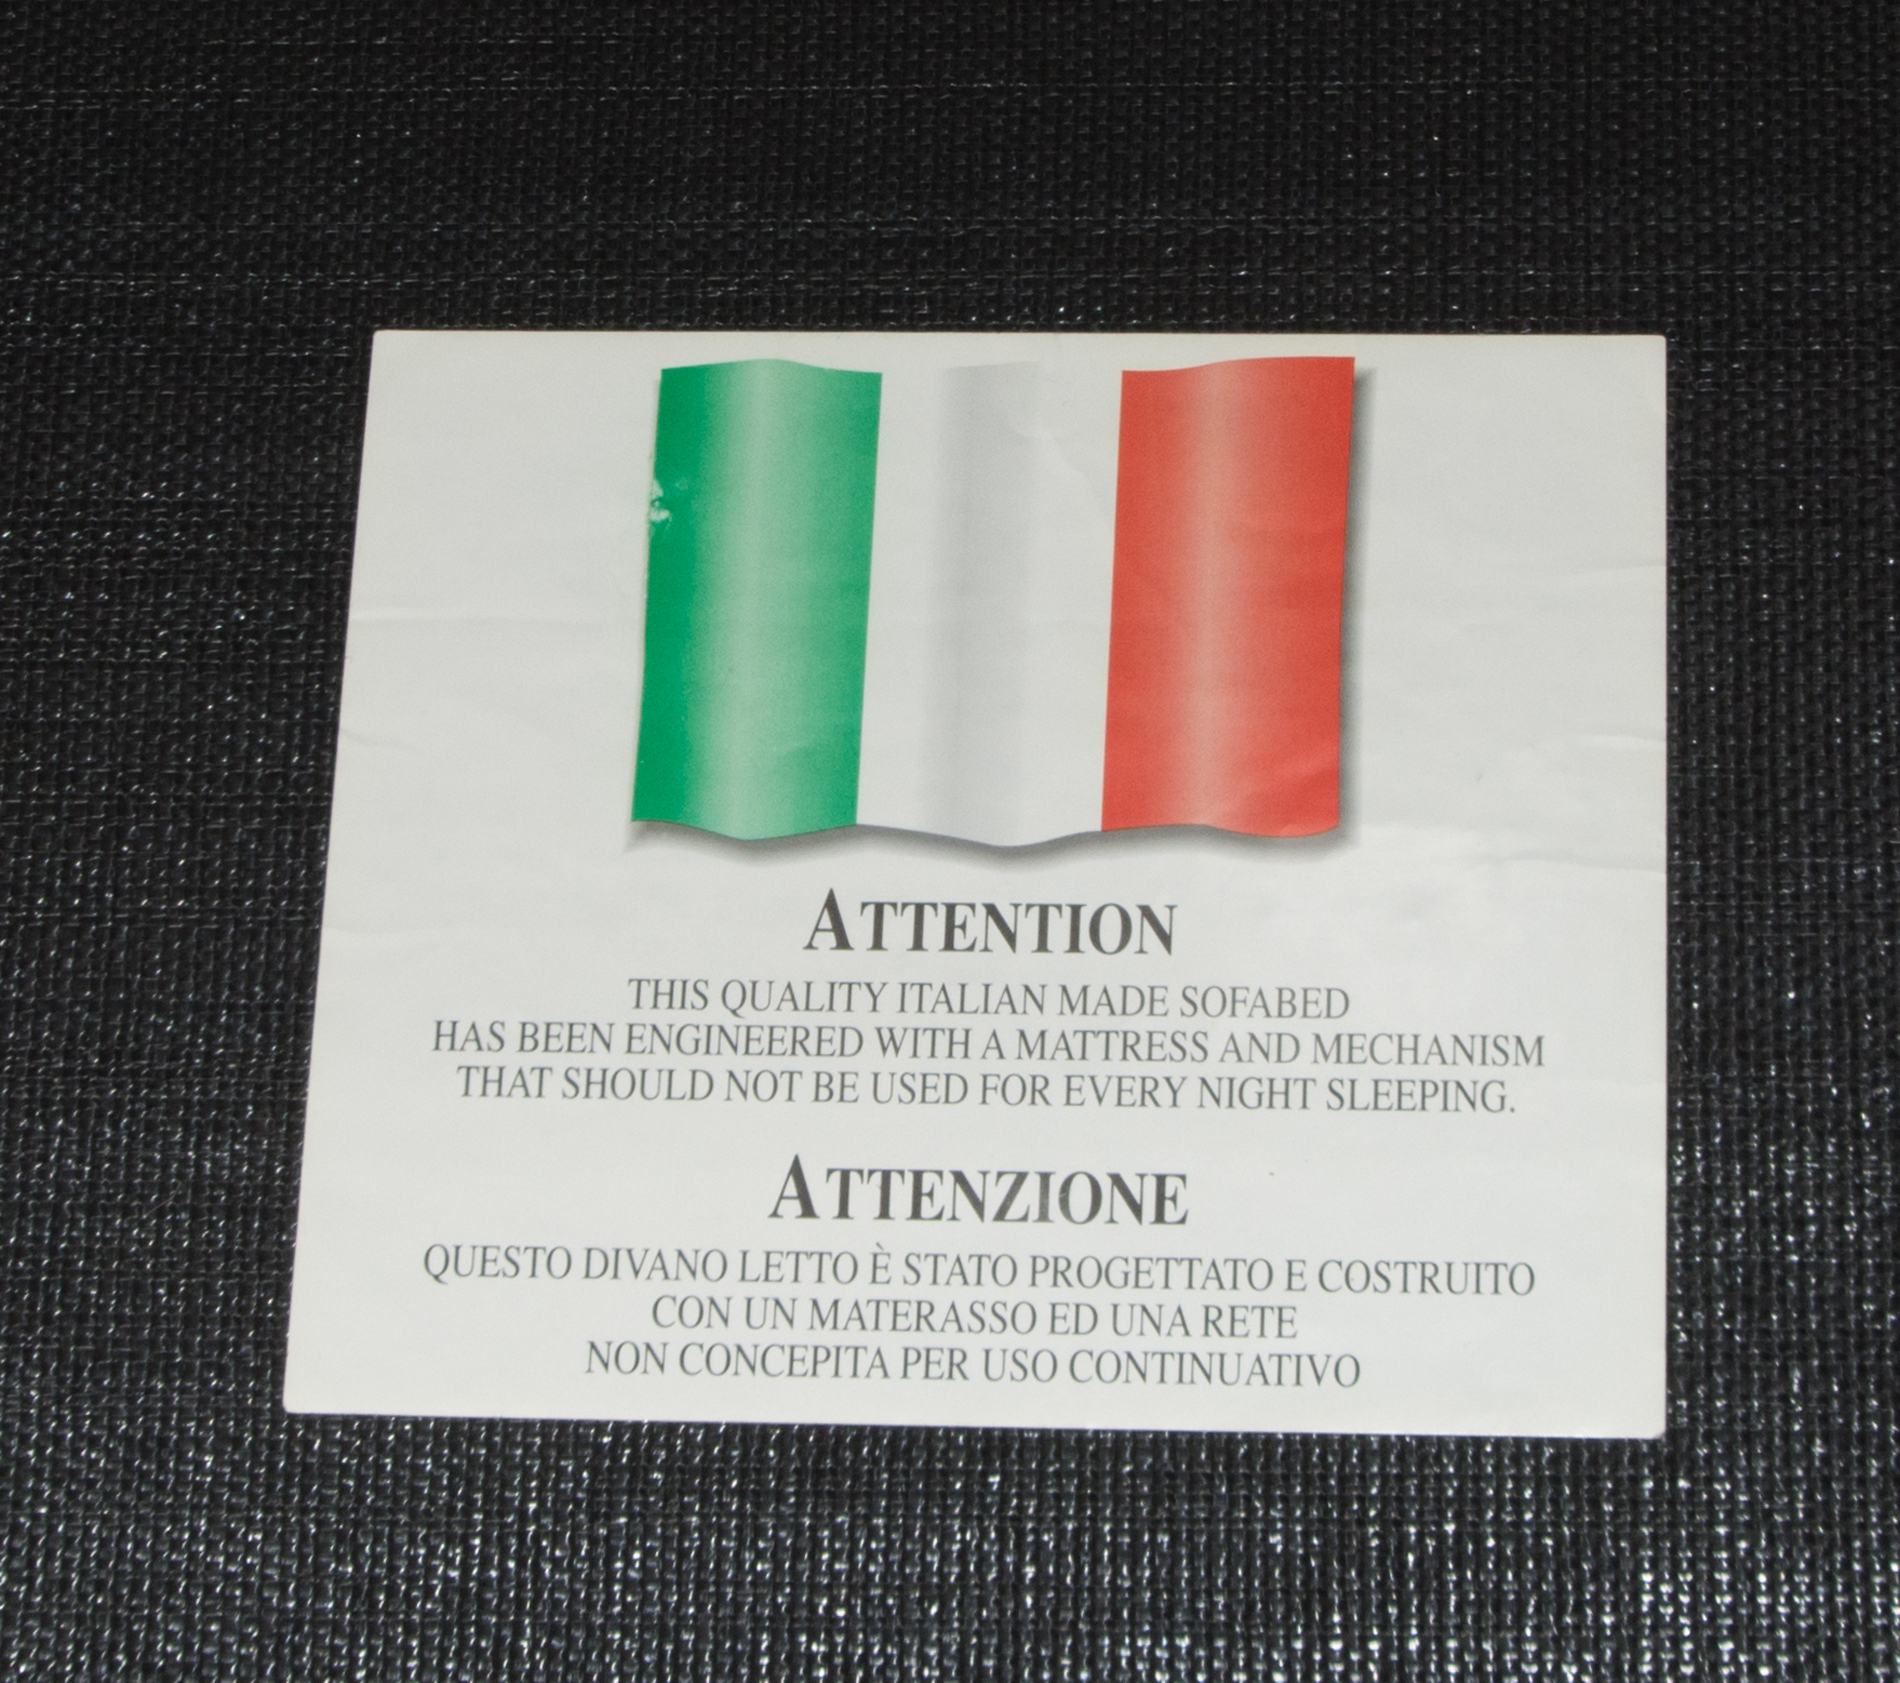 ATTENTION
THIS QUALITY ITALIAN MADE SOFABED
HAS BEEN ENGINEERED WITH A MATTRESS AND MECHANISM
THAT SHOULD NOT BE USED FOR EVERY NIGHT SLEEPING.
ATTENZIONE
QUESTO DIVANO LETTO È STATO PROGETTATO E COSTRUITO
CON UN MATERASSO ED UNA RETE
NON CONCEPITA PER USO CONTINUATIVO